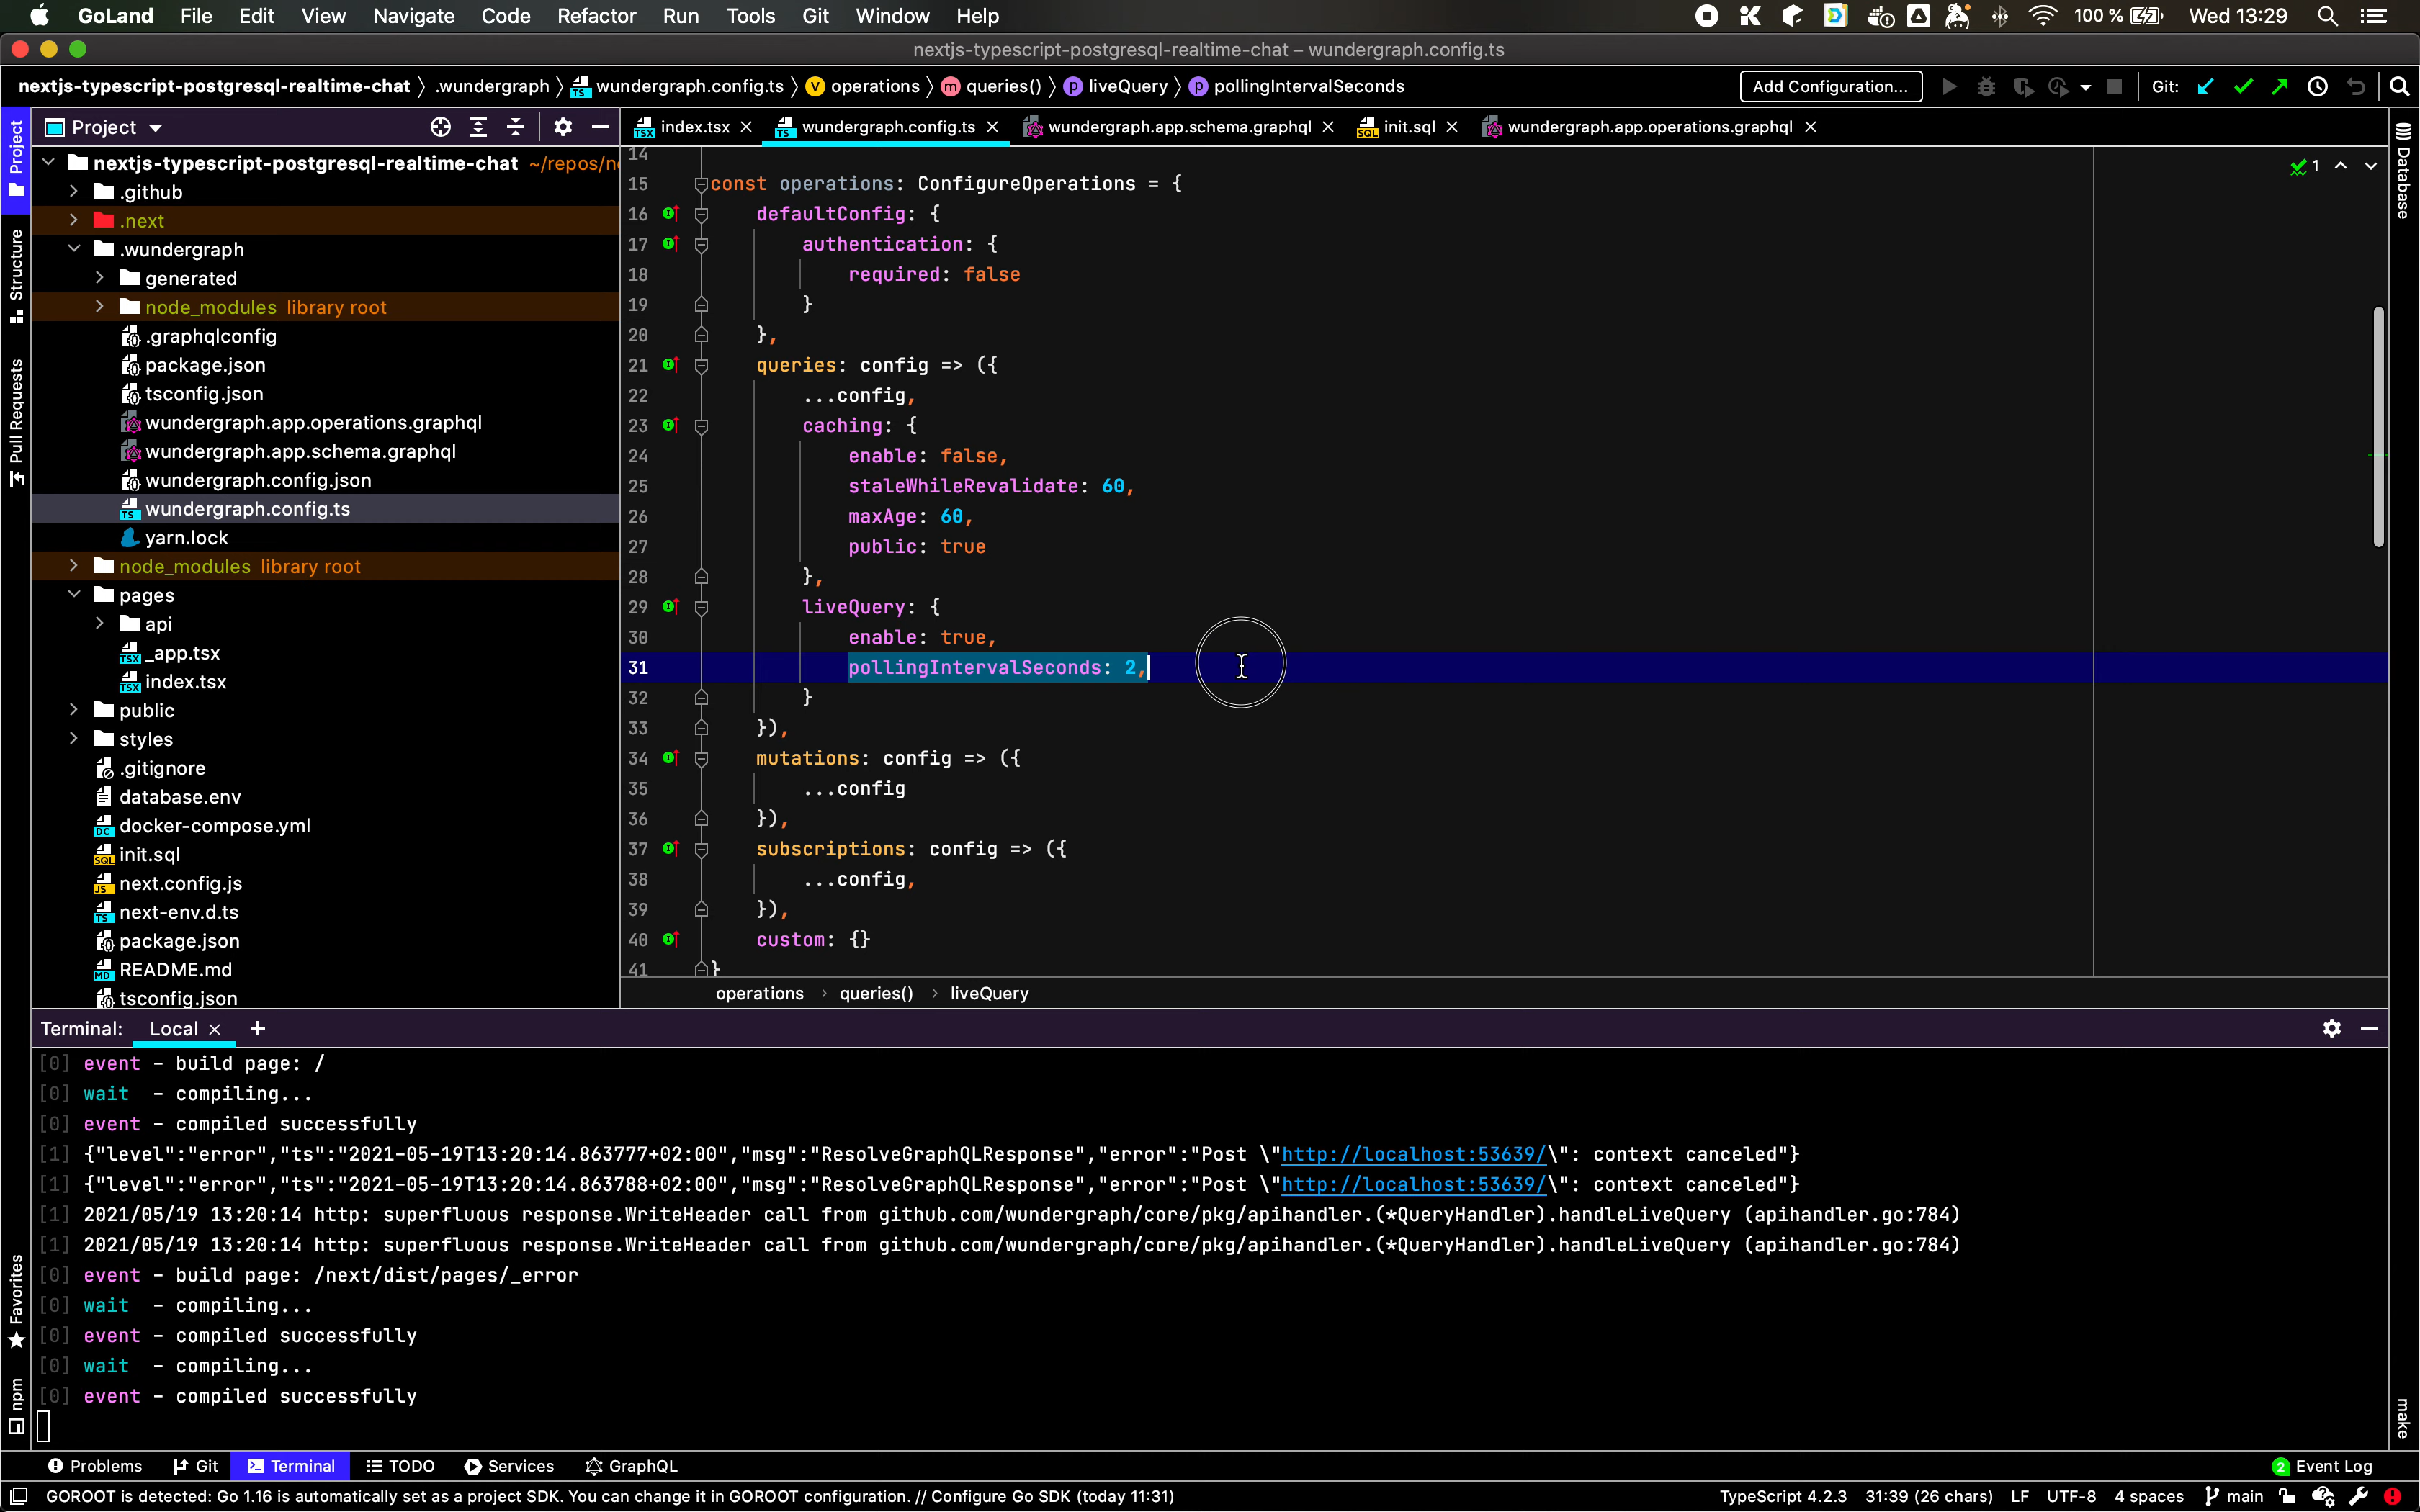 GoLand File Edit View Navigate Code Refactor Run Tools Git Window Help 100 % Wed 13:29
nextjs-typescript-postgresql-realtime-chat – wundergraph.config.ts
nextjs-typescript-postgresql-realtime-chat .wundergraph wundergraph.config.ts operations queries() liveQuery pollingIntervalSeconds Add Configuration... Git:
Project
index.tsx wundergraph.config.ts wundergraph.app.schema.graphql init.sql wundergraph.app.operations.graphql
Project
Structure
Pull Requests
Favorites
npm
nextjs-typescript-postgresql-realtime-chat ~/repos/n
.github
.next
.wundergraph
generated
node_modules library root
.graphqlconfig
package.json
tsconfig.json
wundergraph.app.operations.graphql
wundergraph.app.schema.graphql
wundergraph.config.json
wundergraph.config.ts
yarn.lock
node_modules library root
pages
api
_app.tsx
index.tsx
public
styles
.gitignore
database.env
docker-compose.yml
init.sql
next.config.js
next-env.d.ts
package.json
README.md
tsconfig.json
14
15 const operations: ConfigureOperations = {
16 defaultConfig: {
17 authentication: {
18 required: false
19 }
20 },
21 queries: config => ({
22 ...config,
23 caching: {
24 enable: false,
25 staleWhileRevalidate: 60,
26 maxAge: 60,
27 public: true
28 },
29 liveQuery: {
30 enable: true,
31 pollingIntervalSeconds: 2,
32 }
33 }),
34 mutations: config => ({
35 ...config
36 }),
37 subscriptions: config => ({
38 ...config,
39 }),
40 custom: {}
41 }
1
Database
make
operations › queries() › liveQuery
Terminal: Local × +
[0] event - build page: /
[0] wait - compiling...
[0] event - compiled successfully
[1] {"level":"error","ts":"2021-05-19T13:20:14.863777+02:00","msg":"ResolveGraphQLResponse","error":"Post \"http://localhost:53639/\": context canceled"}
[1] {"level":"error","ts":"2021-05-19T13:20:14.863788+02:00","msg":"ResolveGraphQLResponse","error":"Post \"http://localhost:53639/\": context canceled"}
[1] 2021/05/19 13:20:14 http: superfluous response.WriteHeader call from github.com/wundergraph/core/pkg/apihandler.(*QueryHandler).handleLiveQuery (apihandler.go:784)
[1] 2021/05/19 13:20:14 http: superfluous response.WriteHeader call from github.com/wundergraph/core/pkg/apihandler.(*QueryHandler).handleLiveQuery (apihandler.go:784)
[0] event - build page: /next/dist/pages/_error
[0] wait - compiling...
[0] event - compiled successfully
[0] wait - compiling...
[0] event - compiled successfully
Problems Git Terminal TODO Services GraphQL 2 Event Log
GOROOT is detected: Go 1.16 is automatically set as a project SDK. You can change it in GOROOT configuration. // Configure Go SDK (today 11:31) TypeScript 4.2.3 31:39 (26 chars) LF UTF-8 4 spaces main